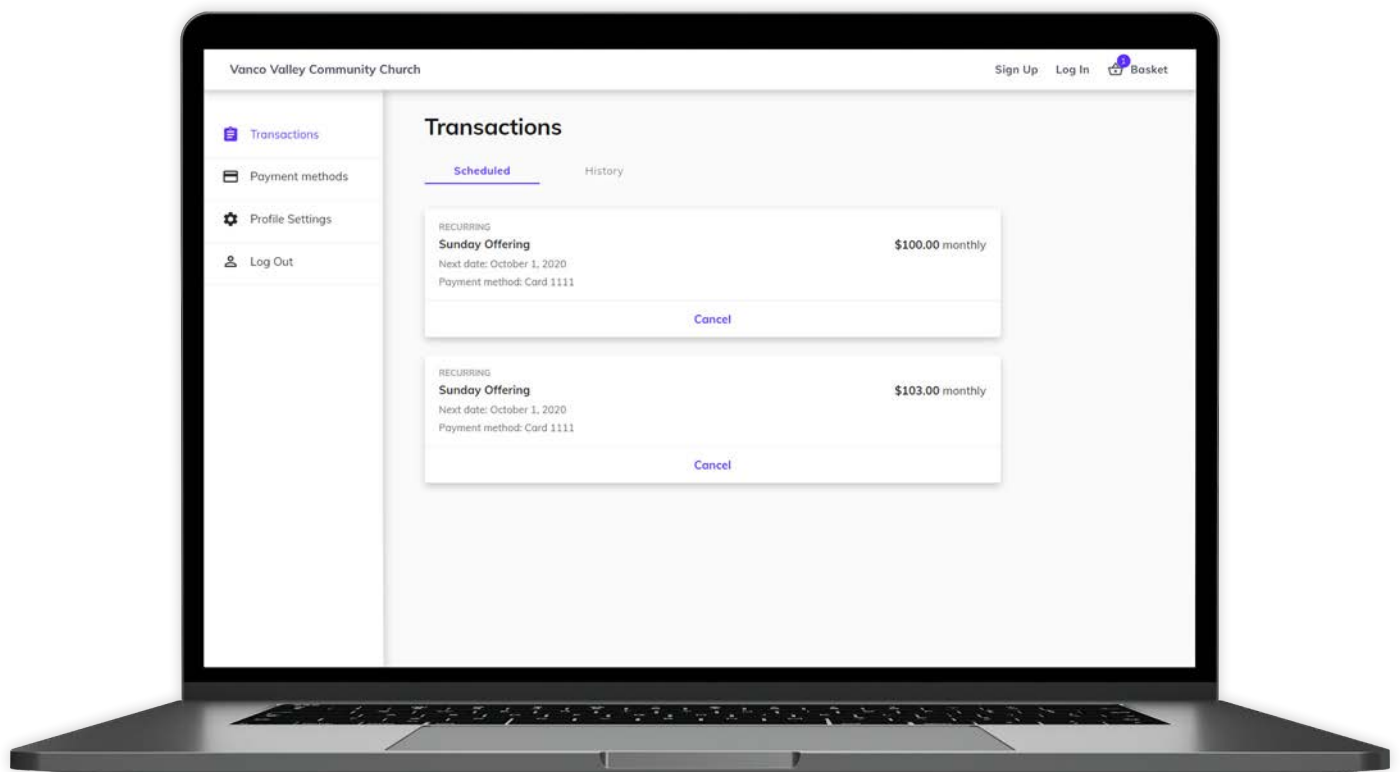 Vanco Valley Community Church
Sign Up Log In 1 Basket
Transactions
Payment methods
Profile Settings
Log Out
Transactions
Scheduled History
RECURRING
Sunday Offering
$100.00 monthly
Next date: October 1, 2020
Payment method: Card 1111
Cancel
RECURRING
Sunday Offering
$103.00 monthly
Next date: October 1, 2020
Payment method: Card 1111
Cancel